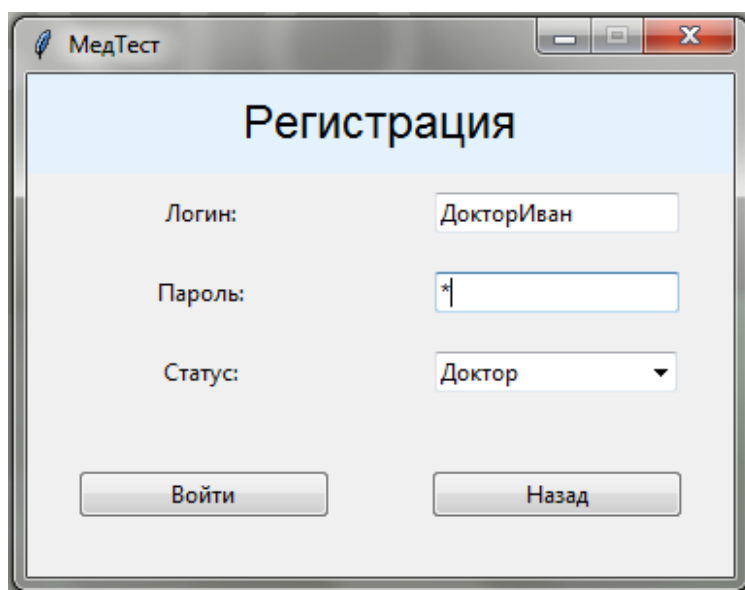 МедТест
Регистрация
Логин: ДокторИван
Пароль: *
Статус: Доктор
Войти Назад